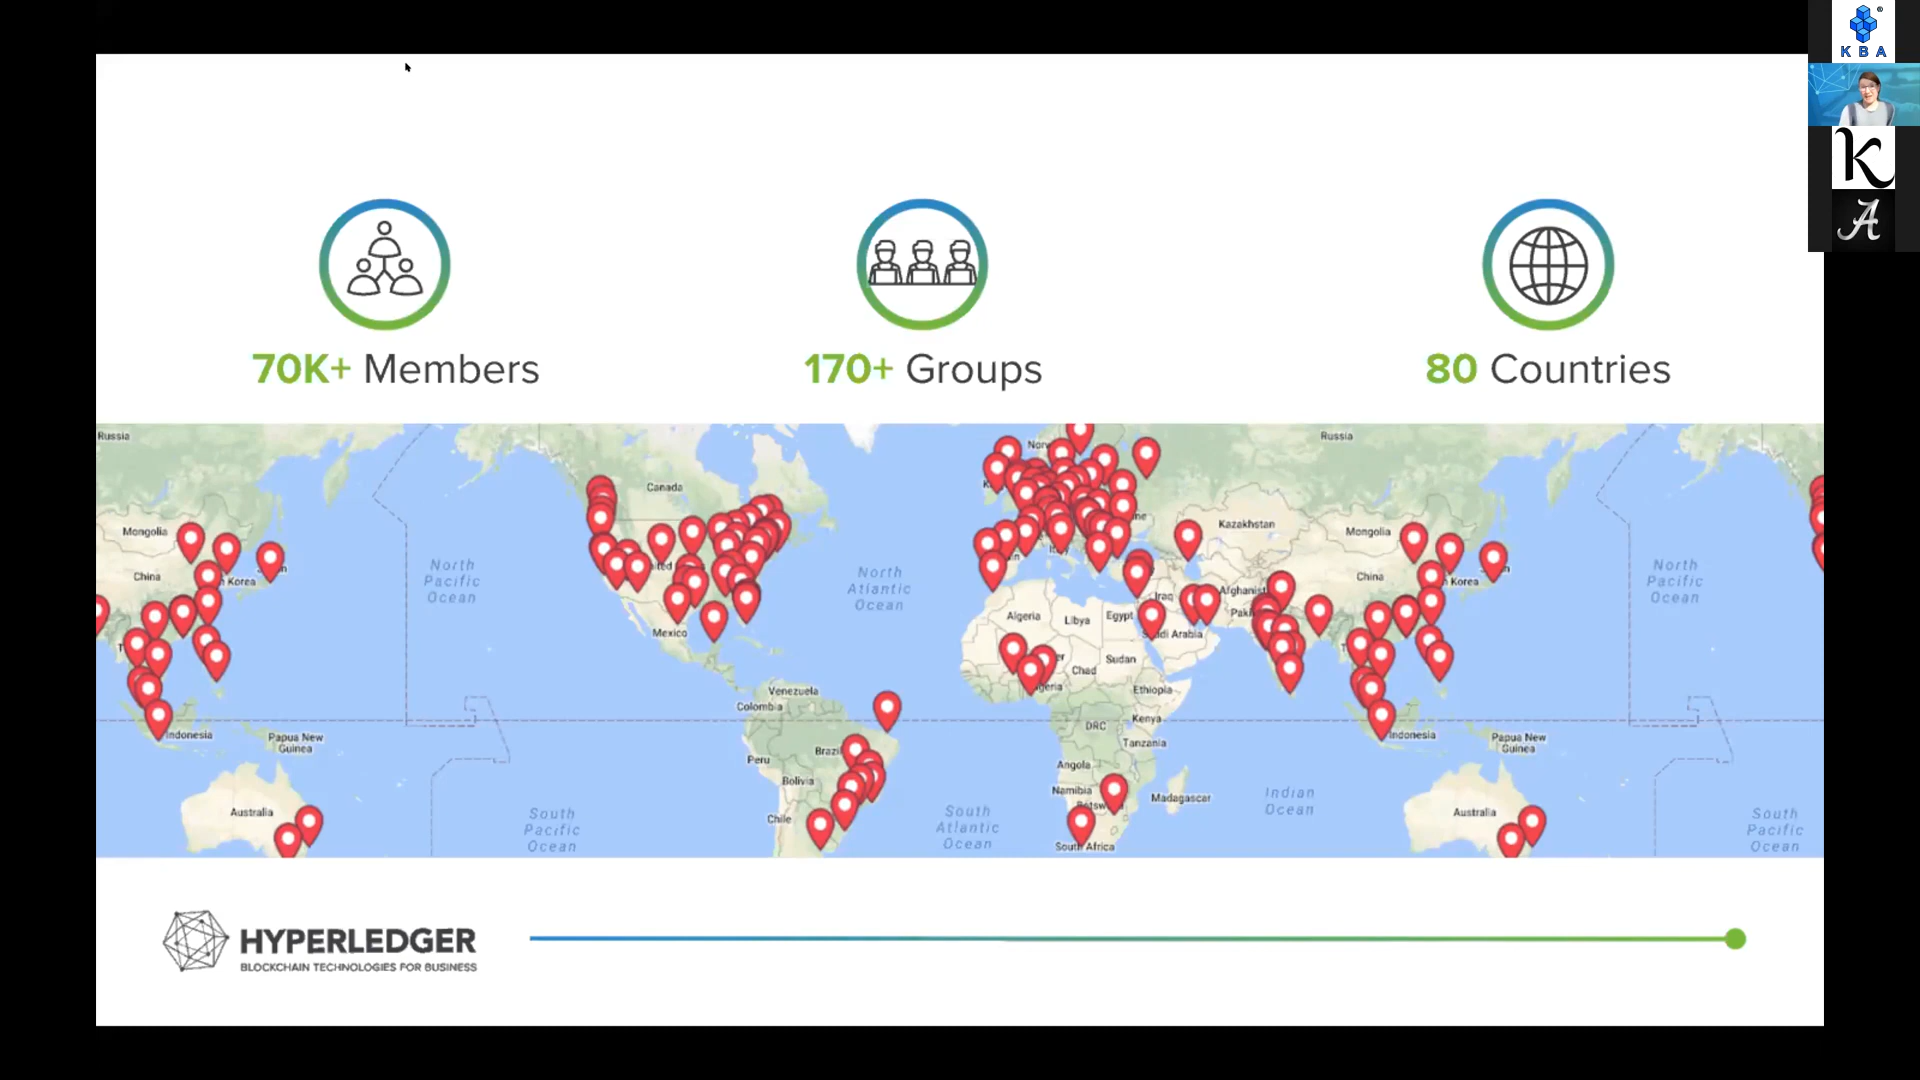 KBA
K
A
70K+ Members
170+ Groups
80 Countries
Russia
Canada
Russia
Mongolia
Kazakhstan
Mongolia
China
Korea
North Pacific Ocean
North Atlantic Ocean
Algeria
Libya
Egypt
Iraq
China
Korea
North Pacific Ocean
Mexico
Chad
Sudan
Ethiopia
Venezuela
Colombia
DRC
Kenya
Indonesia
Papua New Guinea
Brazil
Tanzania
Indonesia
Papua New Guinea
Peru
Bolivia
Angola
Namibia
Madagascar
Indian Ocean
Australia
South Pacific Ocean
Chile
South Atlantic Ocean
South Africa
Australia
South Pacific Ocean
HYPERLEDGER
BLOCKCHAIN TECHNOLOGIES FOR BUSINESS